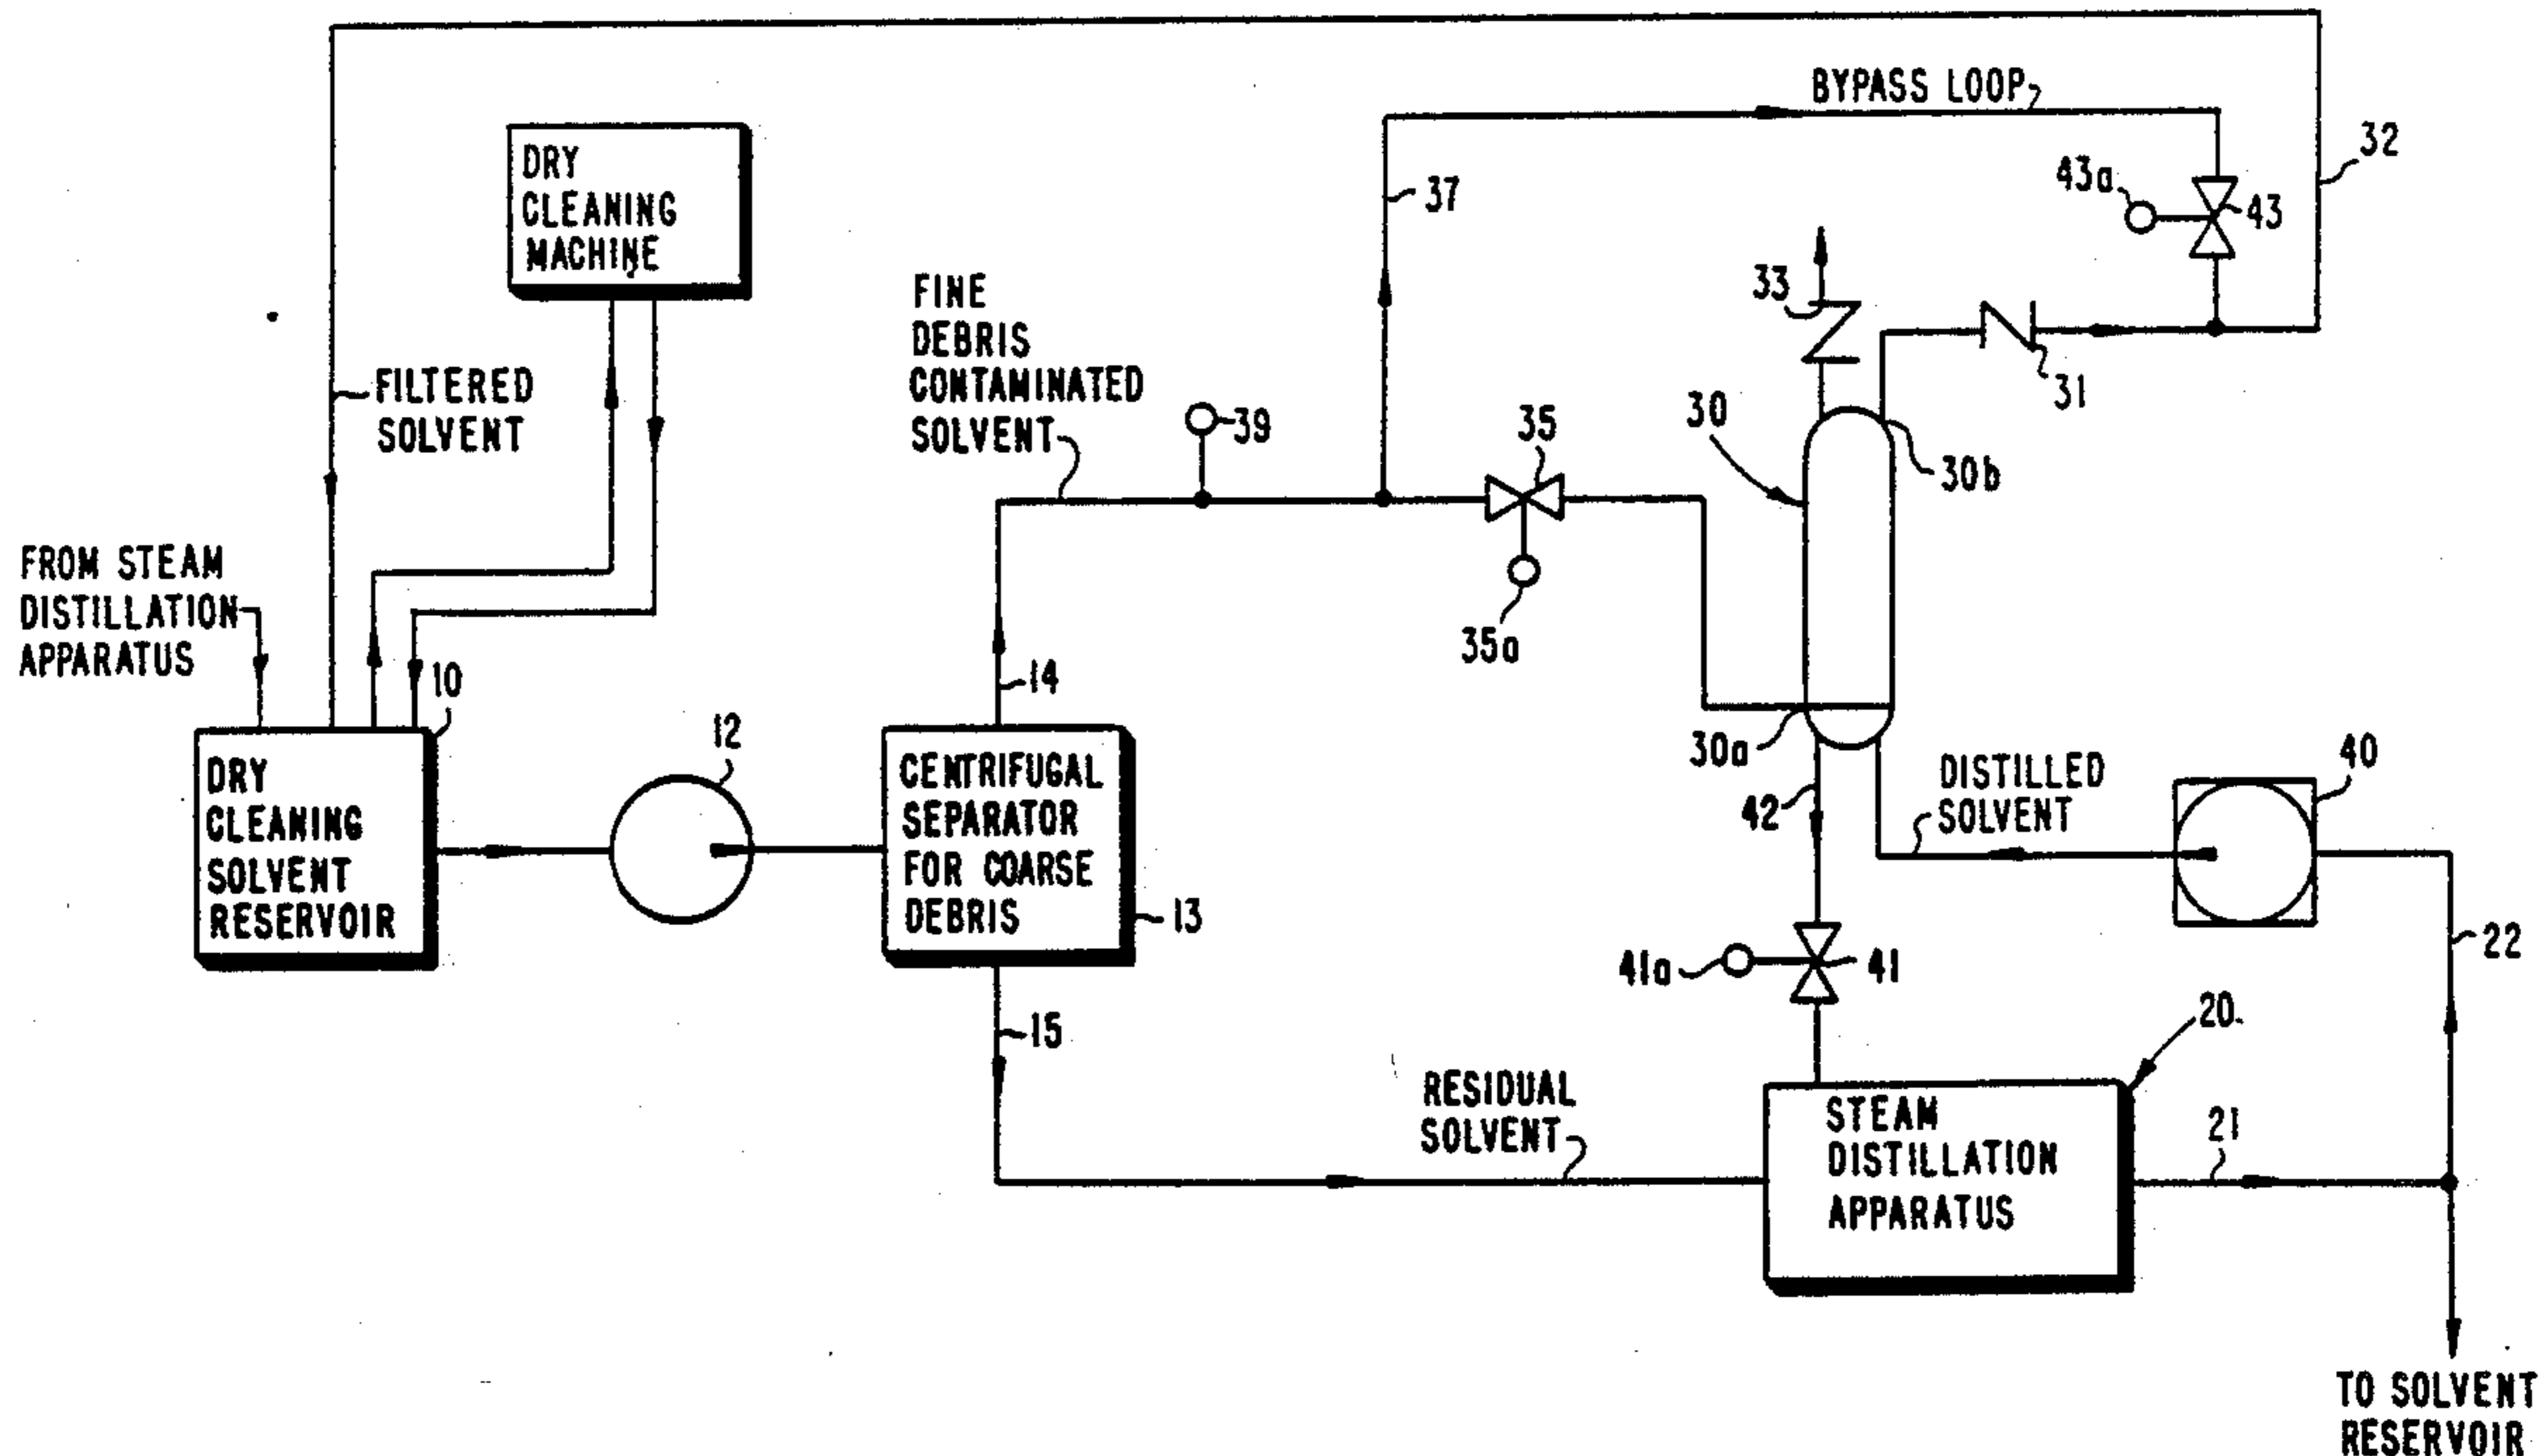 BYPASS LOOP
32
DRY
CLEANING
MACHINE
43a
43
37
33
FINE
DEBRIS
CONTAMINATED
SOLVENT
31
FILTERED
SOLVENT
39
35
30
30b
FROM STEAM
DISTILLATION
APPARATUS
35a
10
14
12
30a
DISTILLED
SOLVENT
40
DRY
CLEANING
SOLVENT
RESERVOIR
CENTRIFUGAL
SEPARATOR
FOR COARSE
DEBRIS
42
13
22
41a
41
15
20
RESIDUAL
SOLVENT
STEAM
DISTILLATION
APPARATUS
21
TO SOLVENT
RESERVOIR